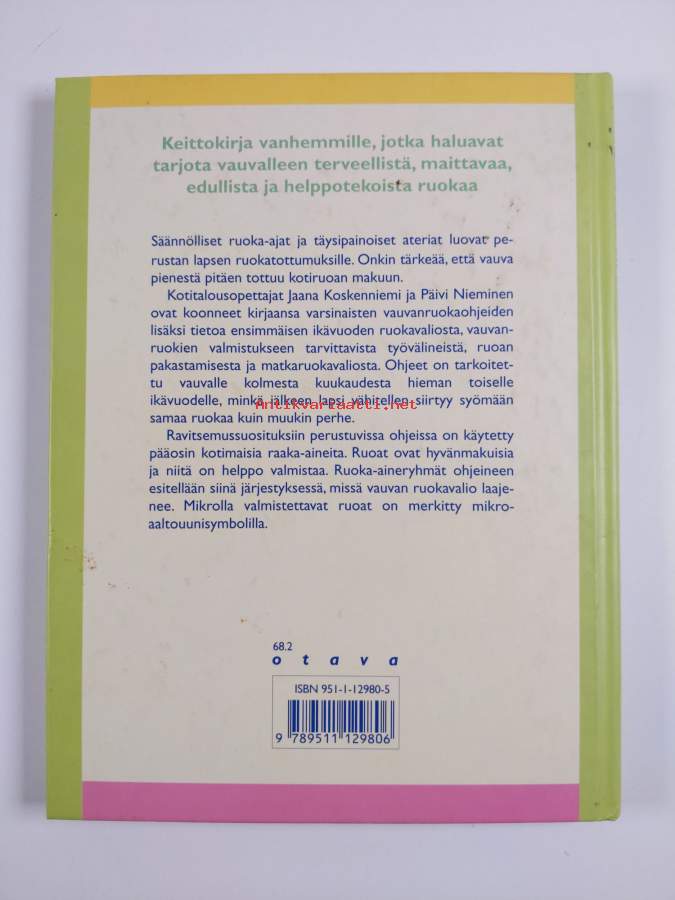 Keittokirja vanhemmille, jotka haluavat
tarjota vauvalleen terveellistä, maittavaa,
edullista ja helppotekoista ruokaa
Säännölliset ruoka-ajat ja täysipainoiset ateriat luovat pe-
rustan lapsen ruokatottumuksille. Onkin tärkeää, että vauva
pienestä pitäen tottuu kotiruoan makuun.
Kotitalousopettajat Jaana Koskenniemi ja Päivi Nieminen
ovat koonneet kirjaansa varsinaisten vauvanruokaohjeiden
lisäksi tietoa ensimmäisen ikävuoden ruokavaliosta, vauvan-
ruokien valmistukseen tarvittavista työvälineistä, ruoan
pakastamisesta ja matkaruokavaliosta. Ohjeet on tarkoitet-
tu vauvalle kolmesta kuukaudesta hieman toiselle
ikävuodelle, minkä jälkeen lapsi vähitellen siirtyy syömään
Antikvariaatti.net
samaa ruokaa kuin muukin perhe.
Ravitsemussuosituksiin perustuvissa ohjeissa on käytetty
pääosin kotimaisia raaka-aineita. Ruoat ovat hyvänmakuisia
ja niitä on helppo valmistaa. Ruoka-aineryhmät ohjeineen
esitellään siinä järjestyksessä, missä vauvan ruokavalio laaje-
nee. Mikrolla valmistettavat ruoat on merkitty mikro-
aaltouunisymbolilla.
68.2
otava
ISBN 951-1-12980-5
9 789511 129806